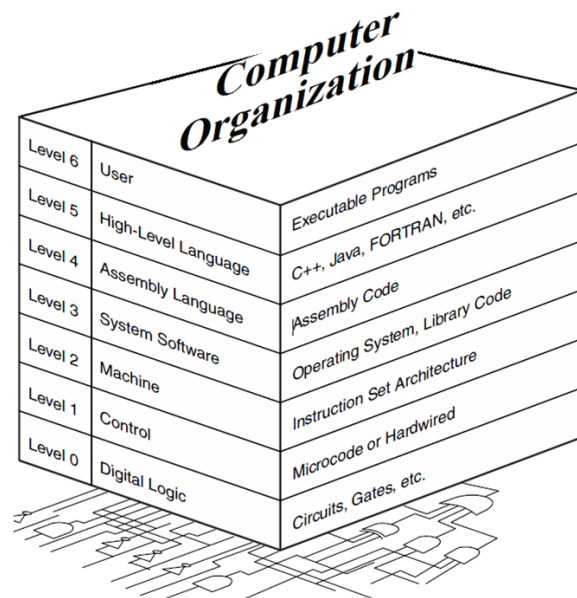 Computer
Organization
Level 6 User Executable Programs
Level 5 High-Level Language C++, Java, FORTRAN, etc.
Level 4 Assembly Language Assembly Code
Level 3 System Software Operating System, Library Code
Level 2 Machine Instruction Set Architecture
Level 1 Control Microcode or Hardwired
Level 0 Digital Logic Circuits, Gates, etc.